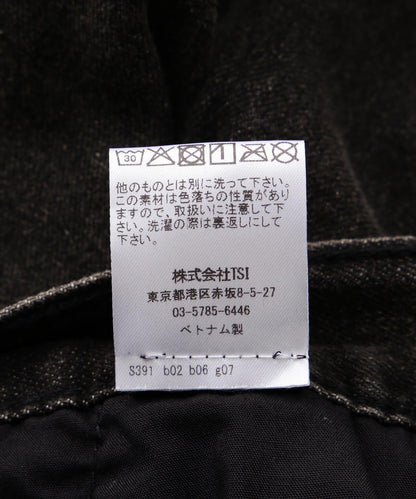 30
他のものとは別に洗って下さい。
この素材は色落ちの性質があり
ますので、取扱いに注意して下
さい。洗濯の際は裏返しにして
下さい。
株式会社TSI
東京都港区赤坂8-5-27
03-5785-6446
ベトナム製
S391 b02 b06 g07